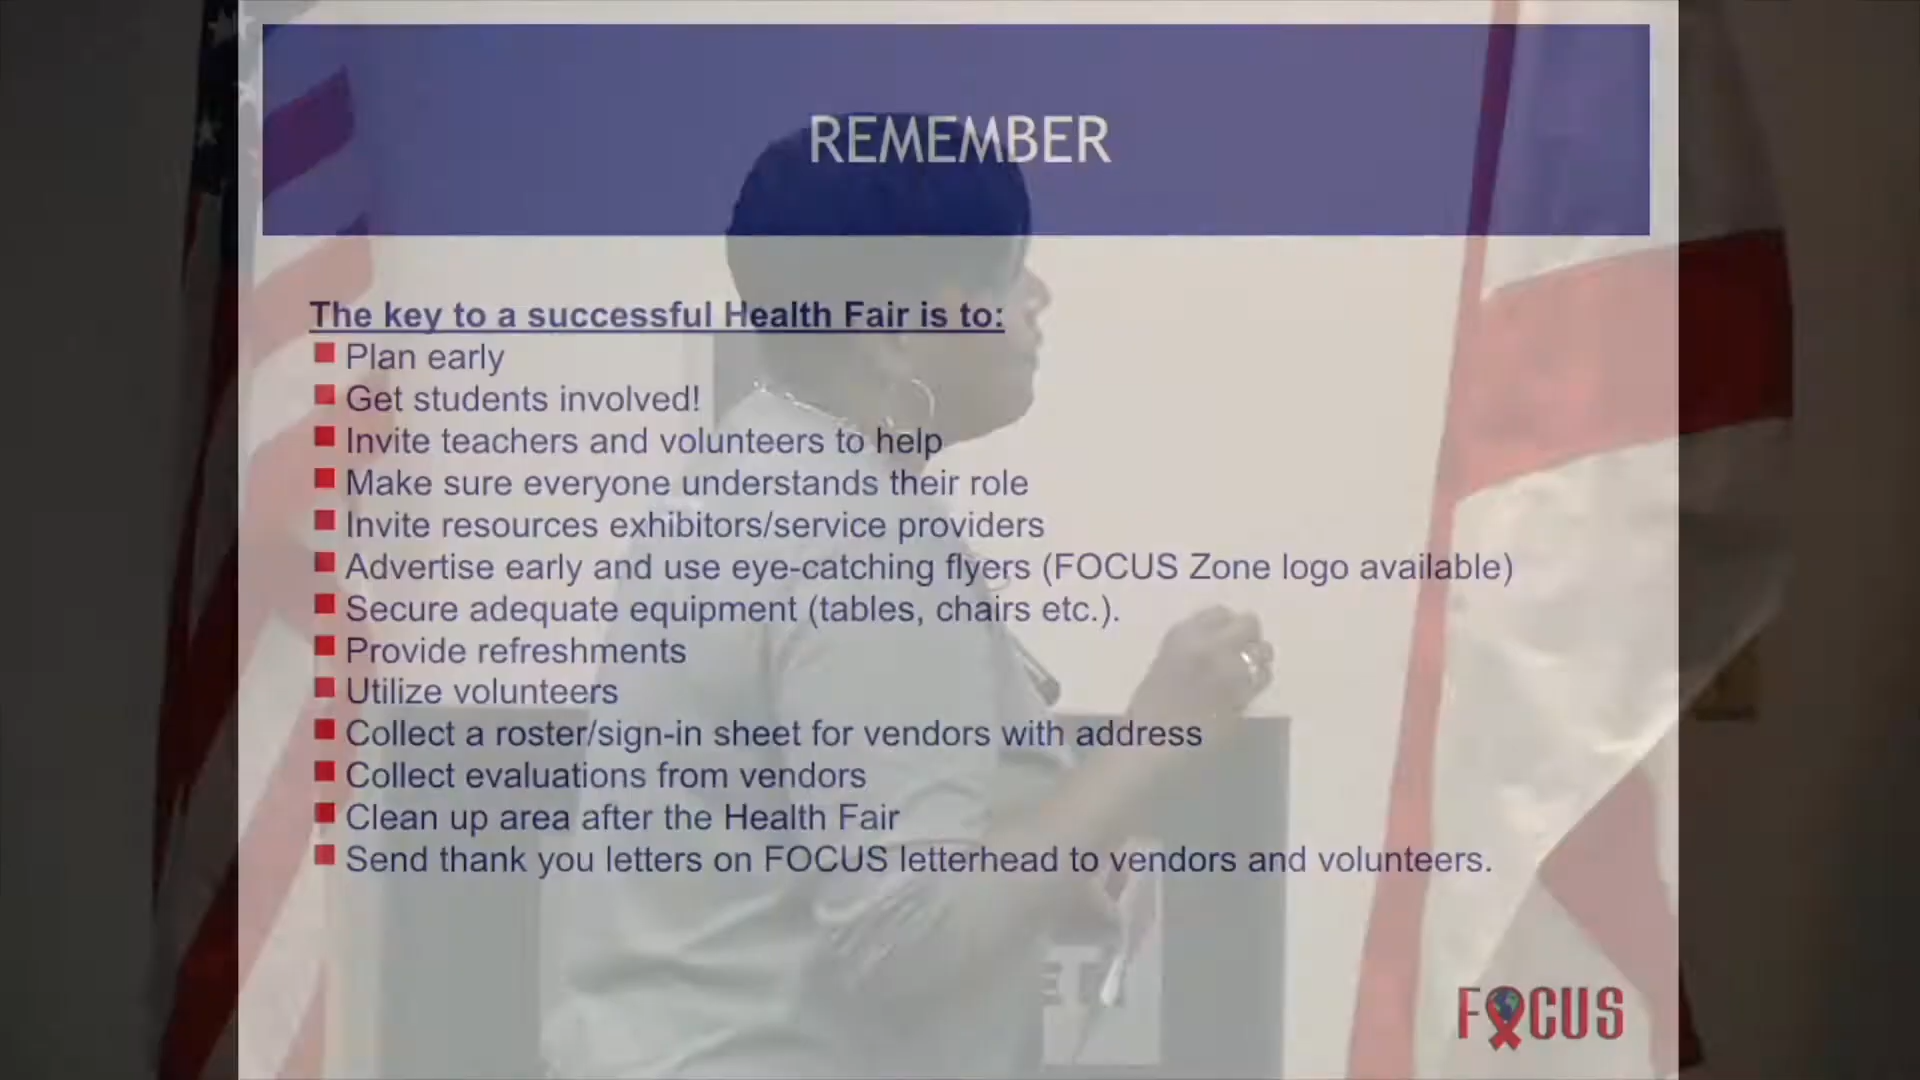 REMEMBER
The key to a successful Health Fair is to:
Plan early
Get students involved!
Invite teachers and volunteers to help
Make sure everyone understands their role
Invite resources exhibitors/service providers
Advertise early and use eye-catching flyers (FOCUS Zone logo available)
Secure adequate equipment (tables, chairs etc.).
Provide refreshments
Utilize volunteers
Collect a roster/sign-in sheet for vendors with address
Collect evaluations from vendors
Clean up area after the Health Fair
Send thank you letters on FOCUS letterhead to vendors and volunteers.
FOCUS